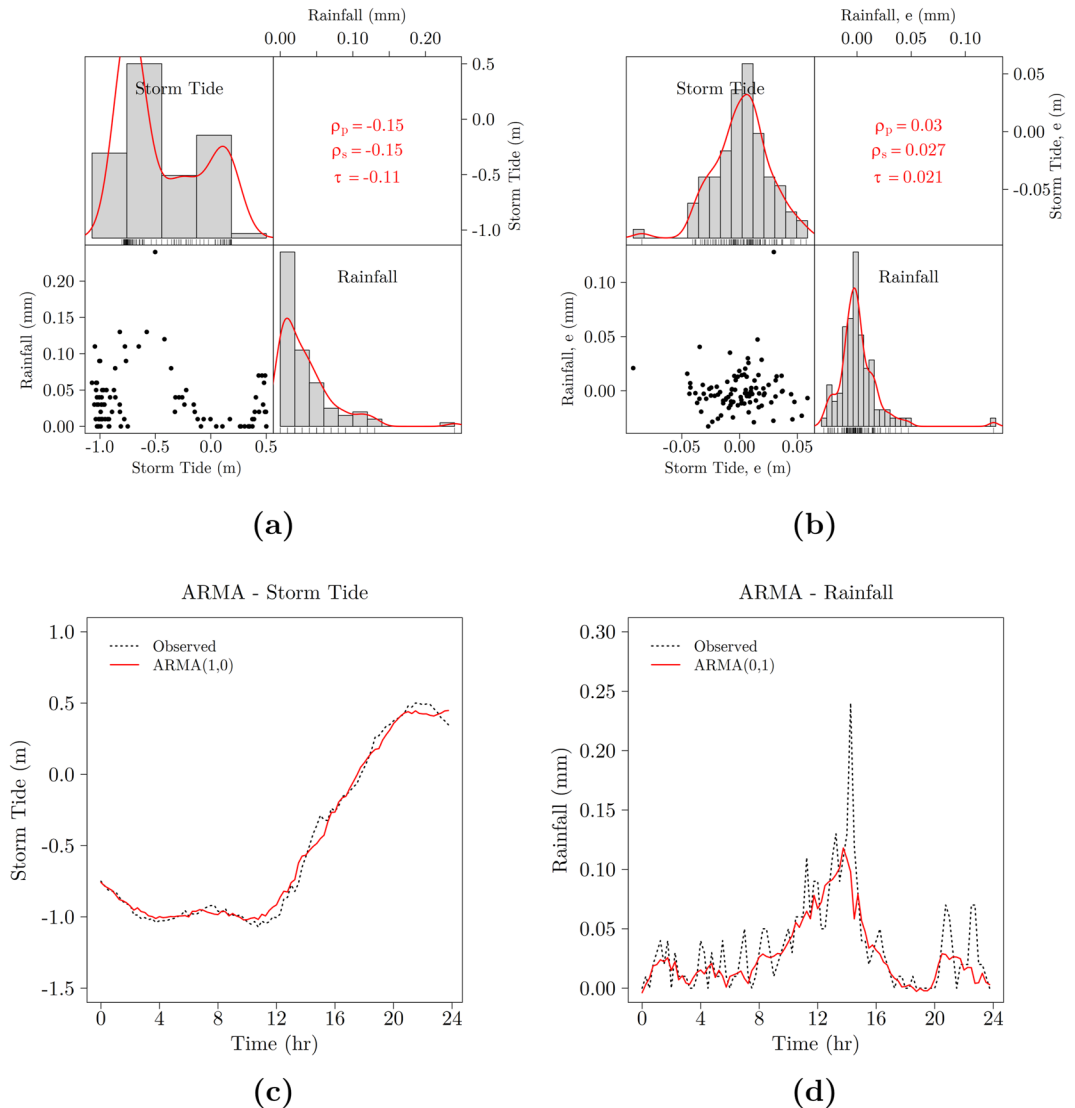 Rainfall (mm)
0.00 0.10 0.20
Storm Tide
ρp = -0.15
ρs = -0.15
τ = -0.11
0.5
0.0
-0.5
-1.0
Storm Tide (m)
Rainfall
0.20
0.15
0.10
0.05
0.00
Rainfall (mm)
-1.0 -0.5 0.0 0.5
Storm Tide (m)
(a)
Rainfall, e (mm)
0.00 0.05 0.10
Storm Tide
ρp = 0.03
ρs = 0.027
τ = 0.021
0.05
0.00
-0.05
Storm Tide, e (m)
Rainfall
0.10
0.05
0.00
Rainfall, e (mm)
-0.05 0.00 0.05
Storm Tide, e (m)
(b)
ARMA - Storm Tide
Observed
ARMA(1,0)
1.0
0.5
0.0
-0.5
-1.0
-1.5
Storm Tide (m)
0 4 8 12 16 20 24
Time (hr)
(c)
ARMA - Rainfall
Observed
ARMA(0,1)
0.30
0.25
0.20
0.15
0.10
0.05
0.00
Rainfall (mm)
0 4 8 12 16 20 24
Time (hr)
(d)